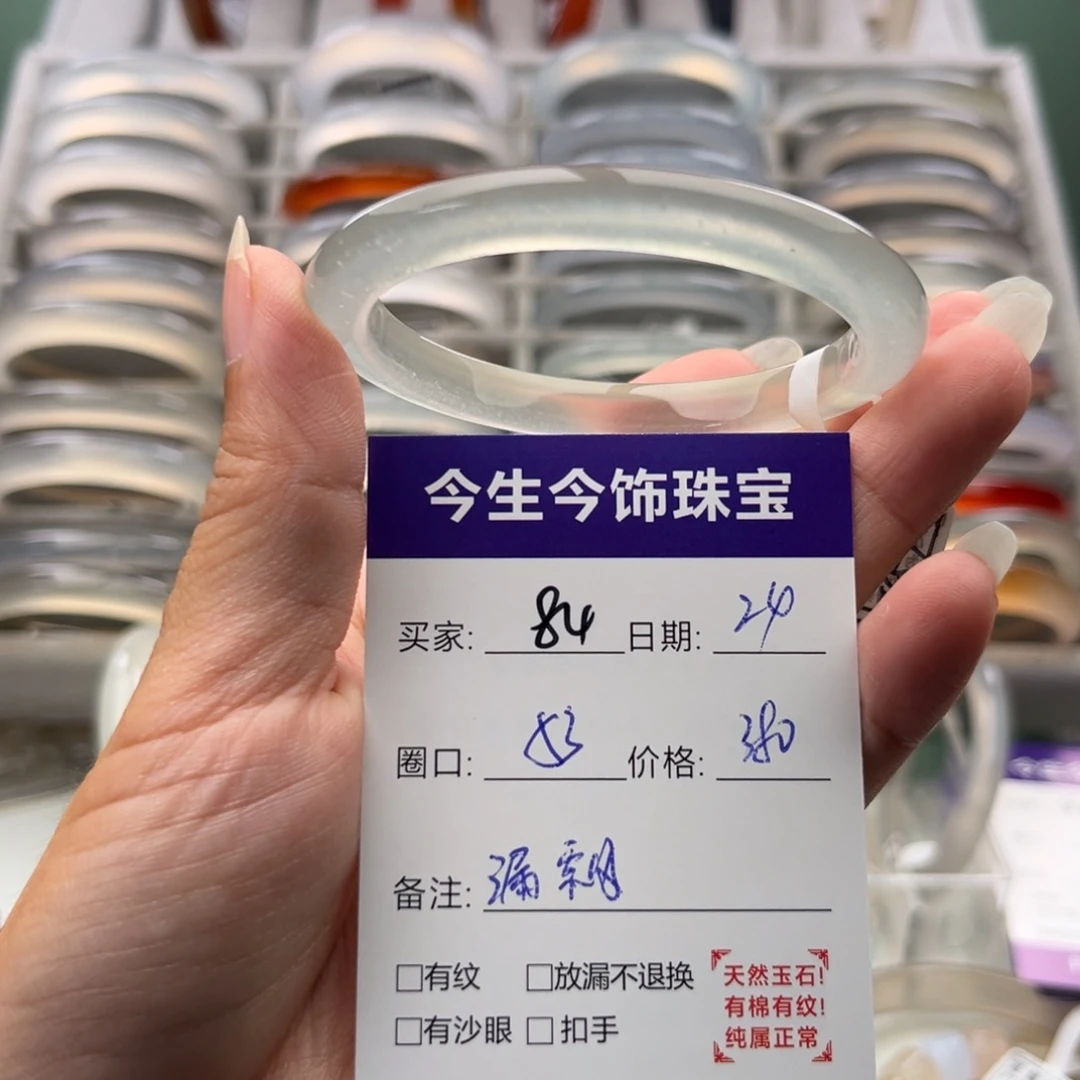 今生今饰珠宝
买家: 84 日期: 24
圈口: 价格:
备注: 漏
□有纹 □放漏不退换
□有沙眼 □扣手
天然玉石!
有棉有纹!
纯属正常